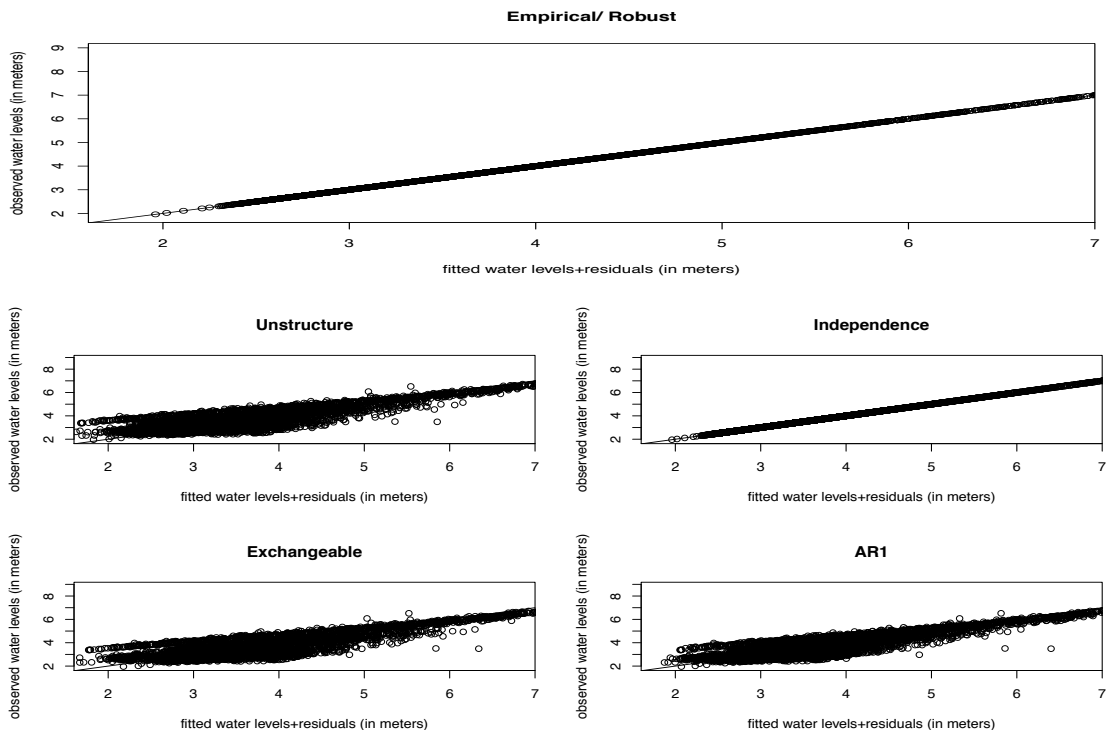 Empirical/ Robust
observed water levels (in meters)
9
8
7
6
5
4
3
2
2 3 4 5 6 7
fitted water levels+residuals (in meters)
Unstructure
observed water levels (in meters)
8
6
4
2
2 3 4 5 6 7
fitted water levels+residuals (in meters)
Independence
observed water levels (in meters)
8
6
4
2
2 3 4 5 6 7
fitted water levels+residuals (in meters)
Exchangeable
observed water levels (in meters)
8
6
4
2
2 3 4 5 6 7
fitted water levels+residuals (in meters)
AR1
observed water levels (in meters)
8
6
4
2
2 3 4 5 6 7
fitted water levels+residuals (in meters)